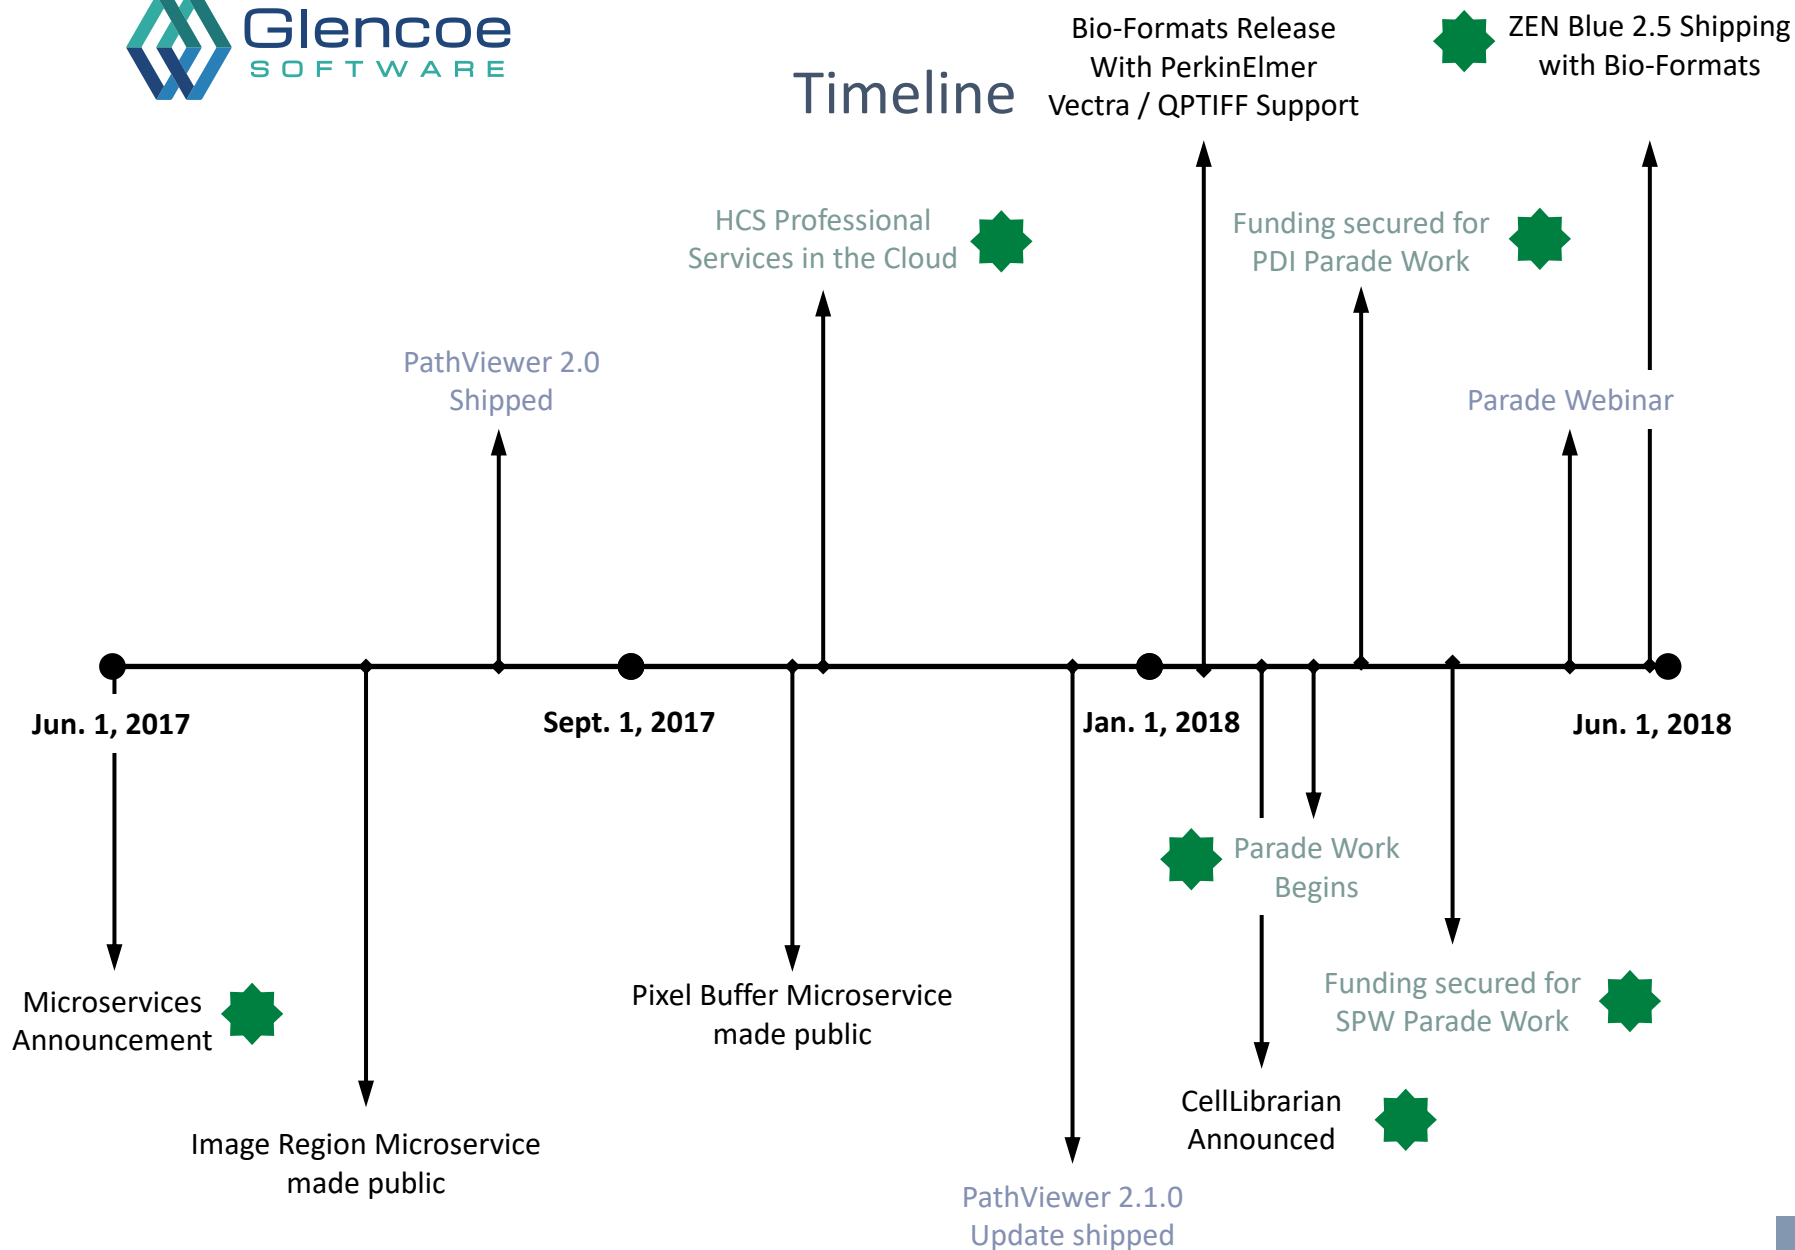 Glencoe
SOFTWARE
Timeline
Bio-Formats Release
With PerkinElmer
Vectra / QPTIFF Support
ZEN Blue 2.5 Shipping
with Bio-Formats
HCS Professional
Services in the Cloud
Funding secured for
PDI Parade Work
PathViewer 2.0
Shipped
Parade Webinar
Jun. 1, 2017
Sept. 1, 2017
Jan. 1, 2018
Jun. 1, 2018
Parade Work
Begins
Microservices
Announcement
Pixel Buffer Microservice
made public
Funding secured for
SPW Parade Work
CellLibrarian
Announced
Image Region Microservice
made public
PathViewer 2.1.0
Update shipped